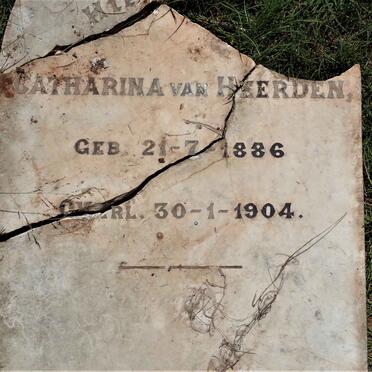 CATHARINA VAN HEERDEN,
GEB. 21-7-1886
OVERL. 30-1-1904.